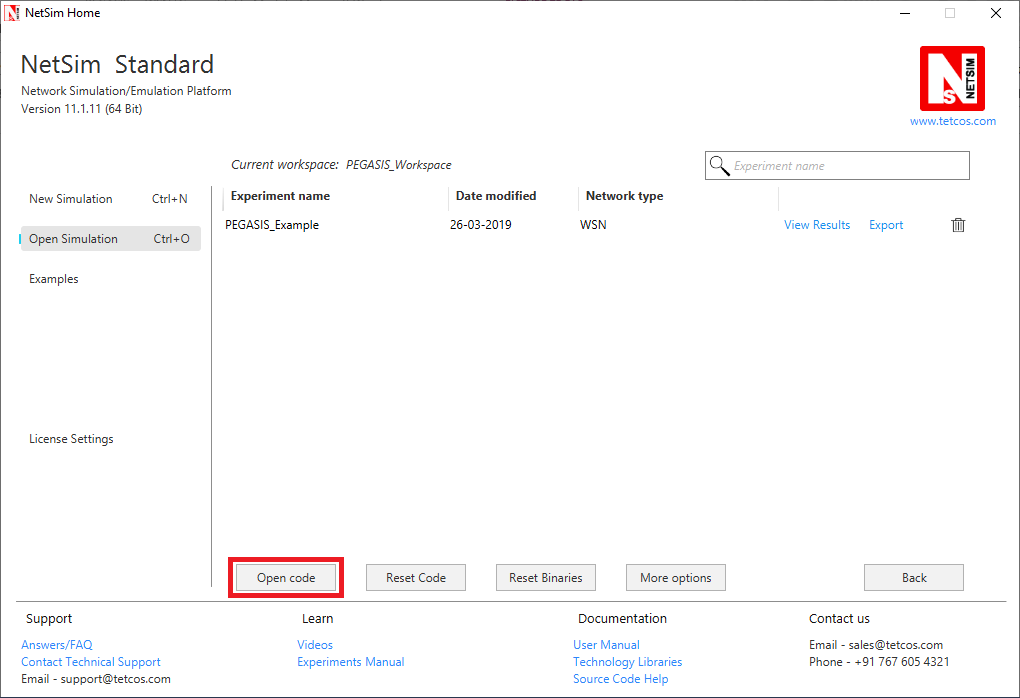 NetSim Home
NetSim Standard
Network Simulation/Emulation Platform
Version 11.1.11 (64 Bit)
NS NETSIM
www.tetcos.com
Current workspace: PEGASIS_Workspace
Experiment name
New Simulation Ctrl+N
Open Simulation Ctrl+O
Examples
License Settings
Experiment name Date modified Network type
PEGASIS_Example 26-03-2019 WSN View Results Export
Open code Reset Code Reset Binaries More options Back
Support
Answers/FAQ
Contact Technical Support
Email - support@tetcos.com
Learn
Videos
Experiments Manual
Documentation
User Manual
Technology Libraries
Source Code Help
Contact us
Email - sales@tetcos.com
Phone - +91 767 605 4321